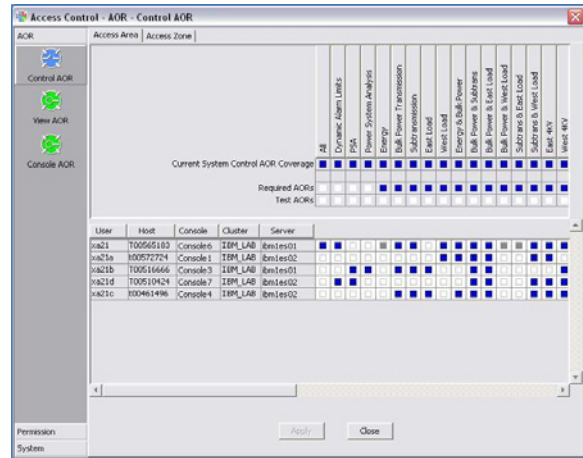 Access Control - AOR - Control AOR
AOR
Access Area
Access Zone
Control AOR
View AOR
Console AOR
All
Dynamic Alarm Limits
PSA
Power System Analysis
Energy
Bulk Power Transmission
Subtransmission
East Load
West Load
Energy & Bulk Power
Bulk Power & Subtrans
Bulk Power & East Load
Bulk Power & West Load
Subtrans & East Load
Subtrans & West Load
East 4KV
West 4KV
Current System Control AOR Coverage
Required AORs
Test AORs
User Host Console Cluster Server
xa21 T00565183 Console6 IBM_LAB ibm1es01
xa21a t00572724 Console1 IBM_LAB ibm1es02
xa21b T00516666 Console3 IBM_LAB ibm1es01
xa21d T00510424 Console7 IBM_LAB ibm1es02
xa21c t00461496 Console4 IBM_LAB ibm1es02
Apply
Close
Permission
System